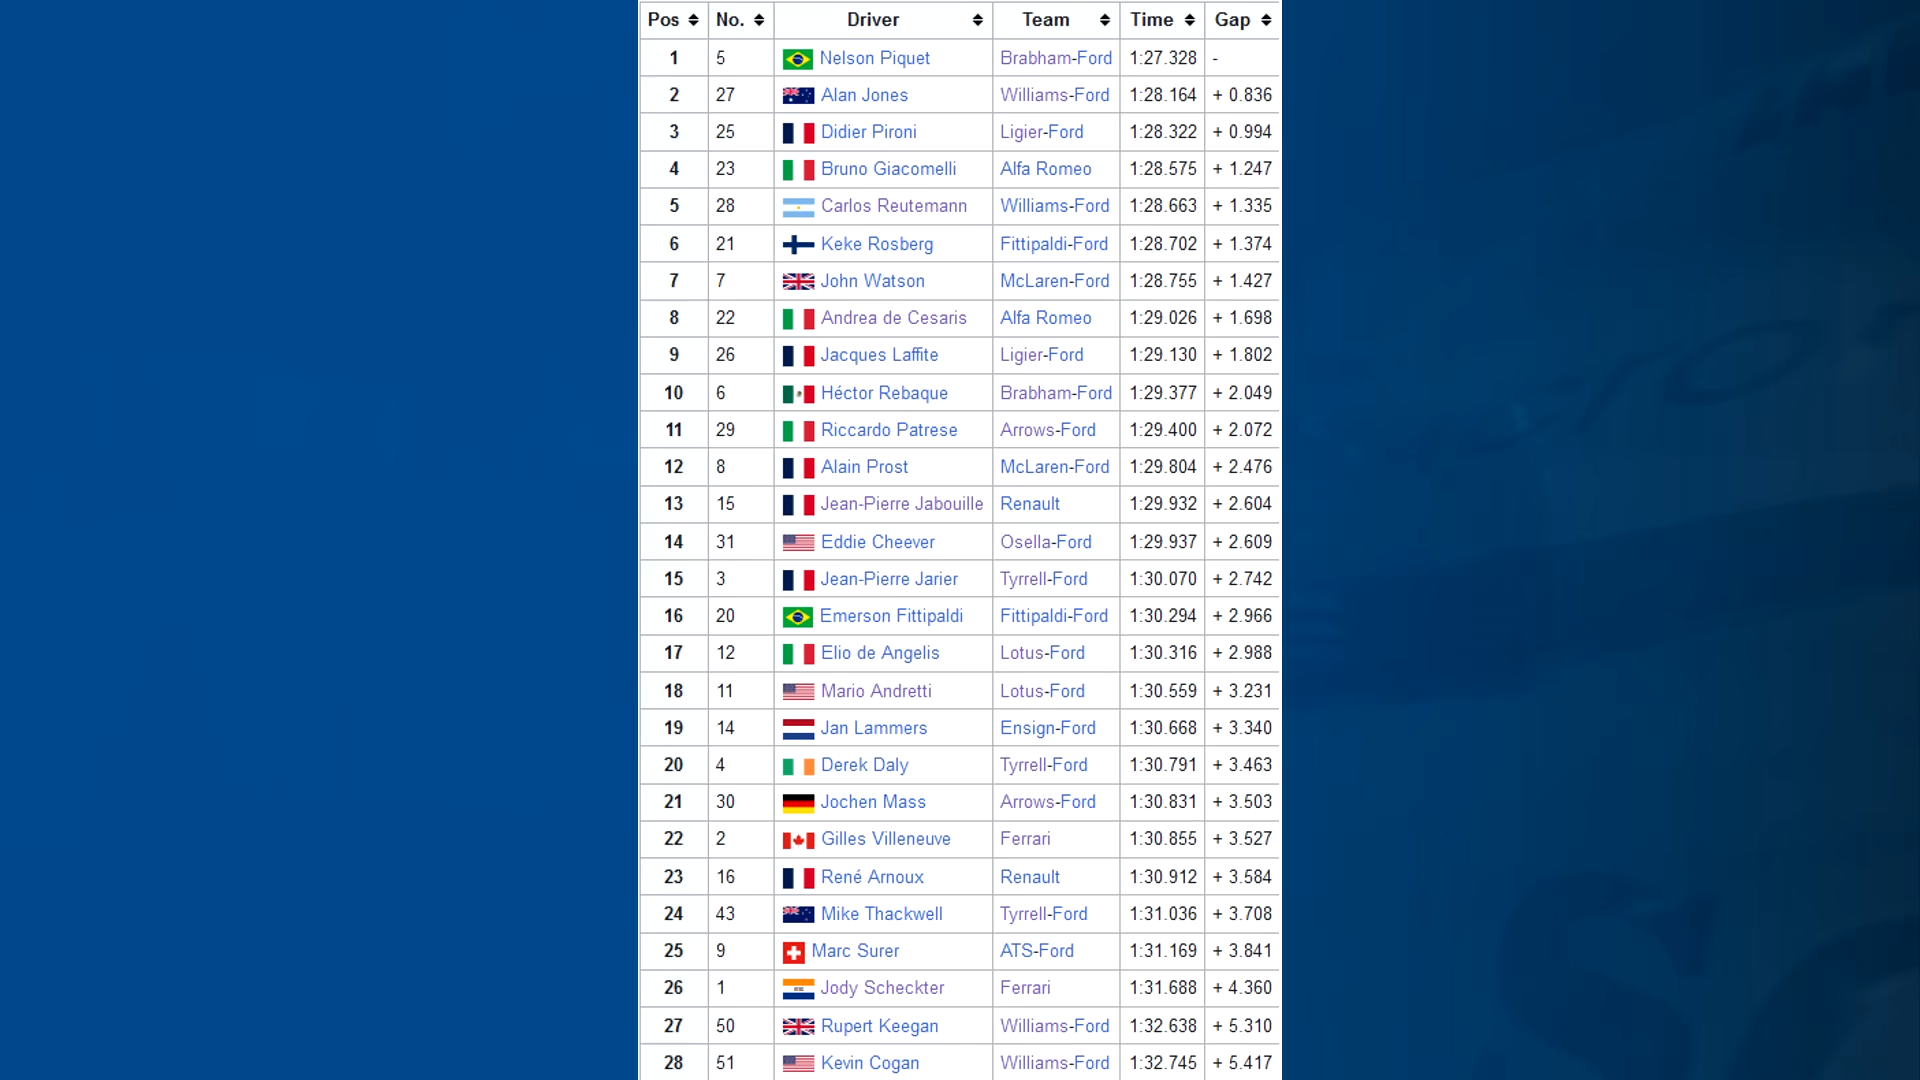 Pos No. Driver Team Time Gap
1 5 Nelson Piquet Brabham-Ford 1:27.328 -
2 27 Alan Jones Williams-Ford 1:28.164 + 0.836
3 25 Didier Pironi Ligier-Ford 1:28.322 + 0.994
4 23 Bruno Giacomelli Alfa Romeo 1:28.575 + 1.247
5 28 Carlos Reutemann Williams-Ford 1:28.663 + 1.335
6 21 Keke Rosberg Fittipaldi-Ford 1:28.702 + 1.374
7 7 John Watson McLaren-Ford 1:28.755 + 1.427
8 22 Andrea de Cesaris Alfa Romeo 1:29.026 + 1.698
9 26 Jacques Laffite Ligier-Ford 1:29.130 + 1.802
10 6 Héctor Rebaque Brabham-Ford 1:29.377 + 2.049
11 29 Riccardo Patrese Arrows-Ford 1:29.400 + 2.072
12 8 Alain Prost McLaren-Ford 1:29.804 + 2.476
13 15 Jean-Pierre Jabouille Renault 1:29.932 + 2.604
14 31 Eddie Cheever Osella-Ford 1:29.937 + 2.609
15 3 Jean-Pierre Jarier Tyrrell-Ford 1:30.070 + 2.742
16 20 Emerson Fittipaldi Fittipaldi-Ford 1:30.294 + 2.966
17 12 Elio de Angelis Lotus-Ford 1:30.316 + 2.988
18 11 Mario Andretti Lotus-Ford 1:30.559 + 3.231
19 14 Jan Lammers Ensign-Ford 1:30.668 + 3.340
20 4 Derek Daly Tyrrell-Ford 1:30.791 + 3.463
21 30 Jochen Mass Arrows-Ford 1:30.831 + 3.503
22 2 Gilles Villeneuve Ferrari 1:30.855 + 3.527
23 16 René Arnoux Renault 1:30.912 + 3.584
24 43 Mike Thackwell Tyrrell-Ford 1:31.036 + 3.708
25 9 Marc Surer ATS-Ford 1:31.169 + 3.841
26 1 Jody Scheckter Ferrari 1:31.688 + 4.360
27 50 Rupert Keegan Williams-Ford 1:32.638 + 5.310
28 51 Kevin Cogan Williams-Ford 1:32.745 + 5.417